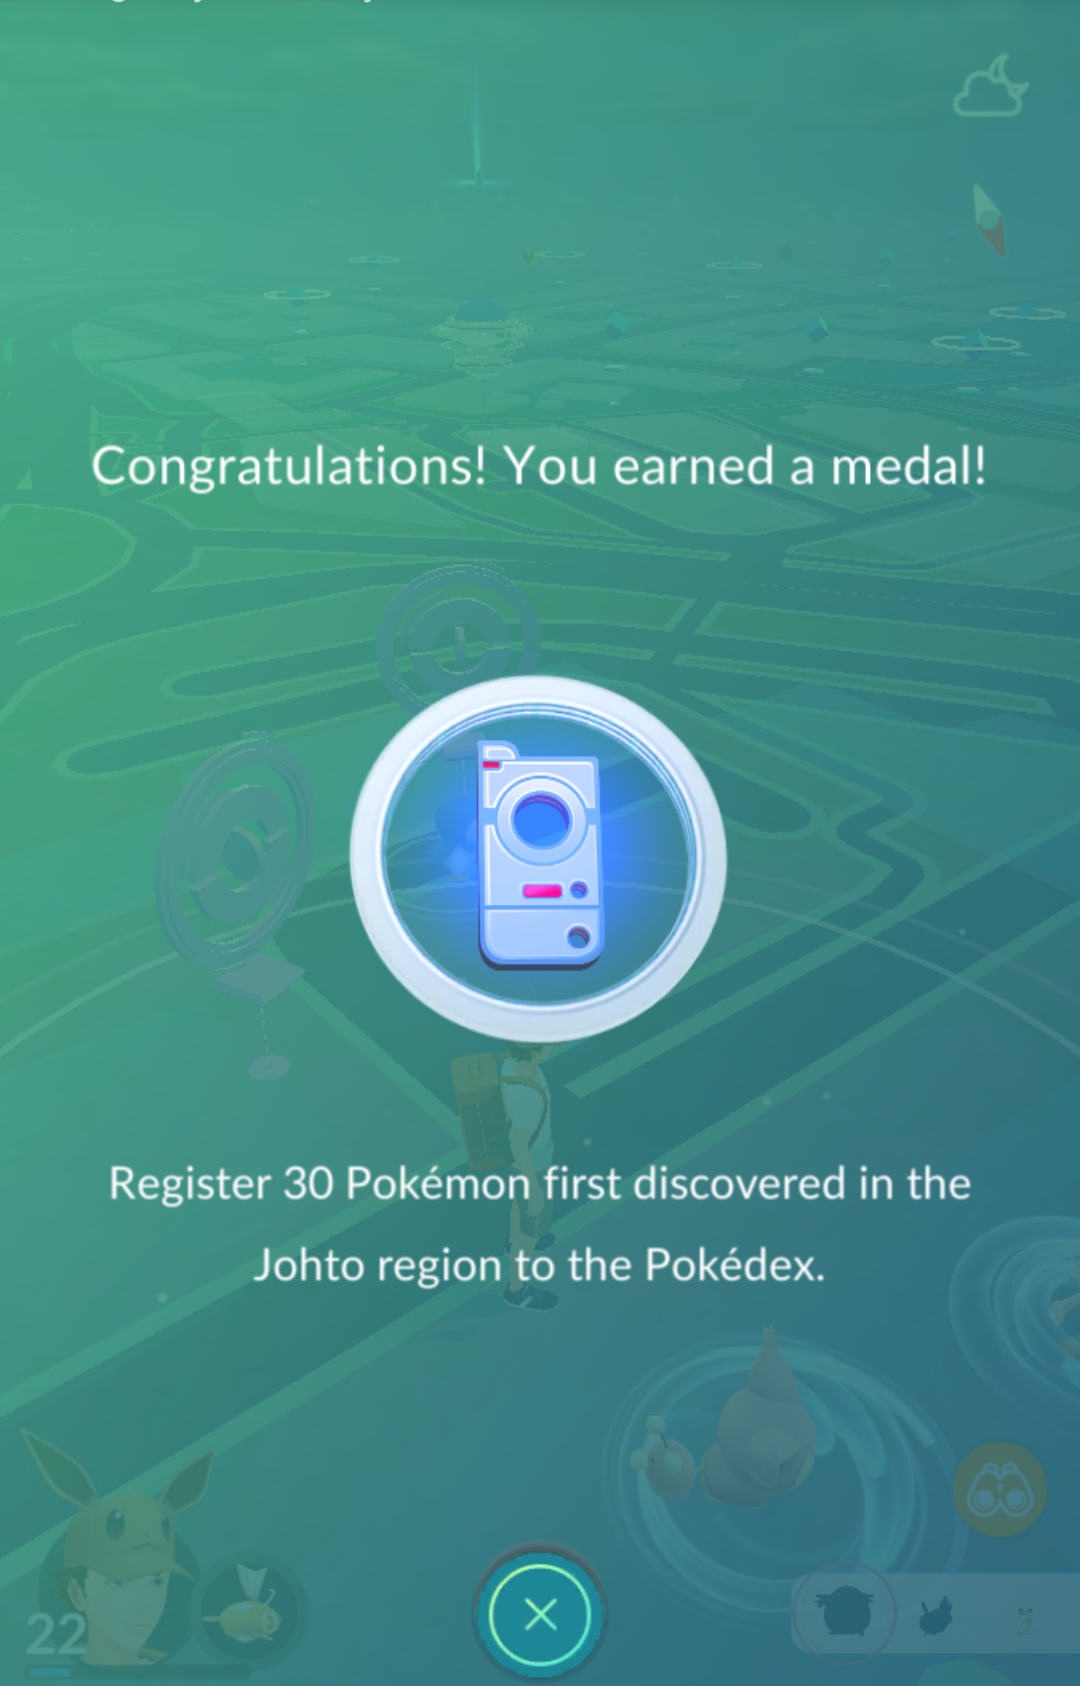 Congratulations! You earned a medal!
Register 30 Pokémon first discovered in the
Johto region to the Pokédex.
22